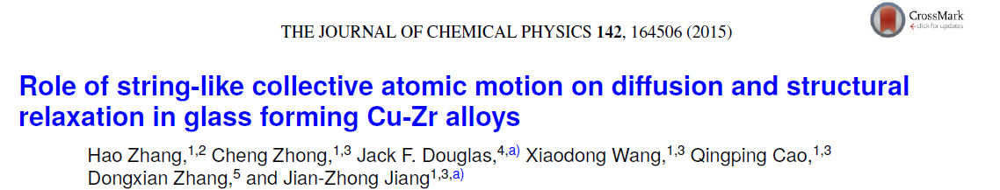 THE JOURNAL OF CHEMICAL PHYSICS 142, 164506 (2015)
CrossMark
click for updates
Role of string-like collective atomic motion on diffusion and structural
relaxation in glass forming Cu-Zr alloys
Hao Zhang,1,2 Cheng Zhong,1,3 Jack F. Douglas,4,a) Xiaodong Wang,1,3 Qingping Cao,1,3
Dongxian Zhang,5 and Jian-Zhong Jiang1,3,a)